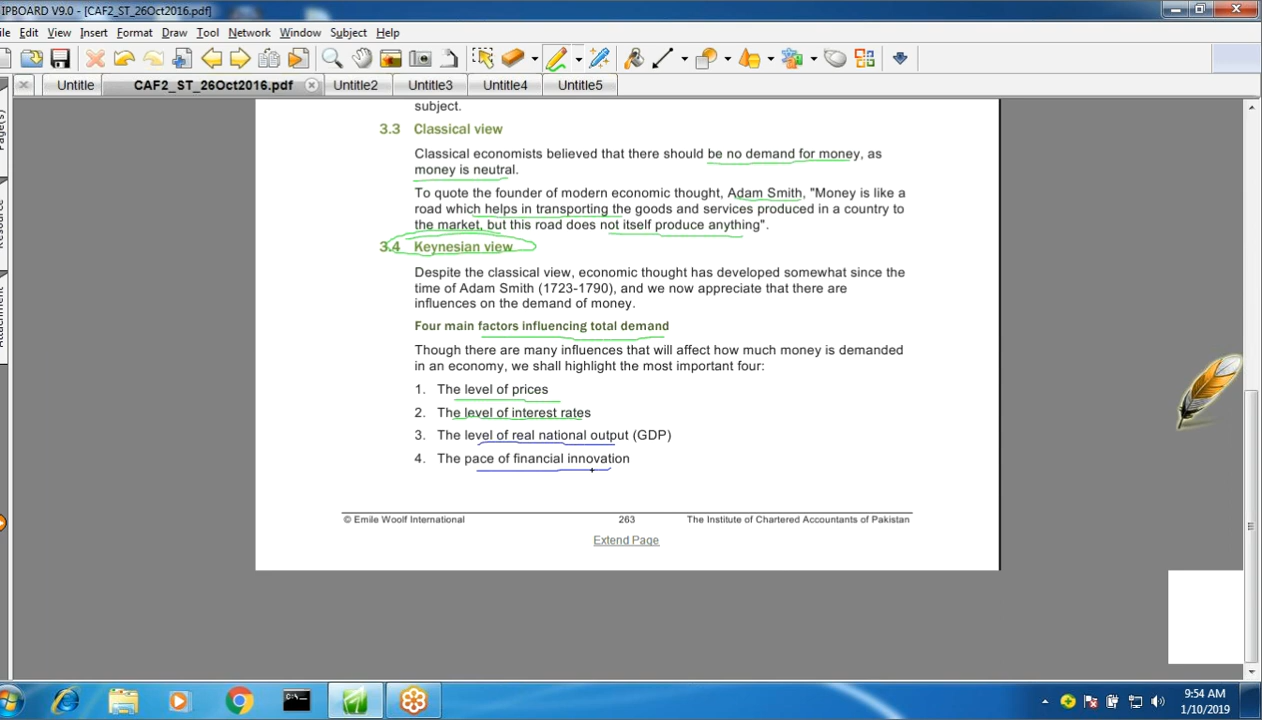 IPBOARD V9.0 - [CAF2_ST_26Oct2016.pdf]
ile Edit View Insert Format Draw Tool Network Window Subject Help
Untitle CAF2_ST_26Oct2016.pdf Untitle2 Untitle3 Untitle4 Untitle5
Page(s)
Resource
Attachment
subject.
3.3 Classical view
Classical economists believed that there should be no demand for money, as
money is neutral.
To quote the founder of modern economic thought, Adam Smith, "Money is like a
road which helps in transporting the goods and services produced in a country to
the market, but this road does not itself produce anything".
3.4 Keynesian view
Despite the classical view, economic thought has developed somewhat since the
time of Adam Smith (1723-1790), and we now appreciate that there are
influences on the demand of money.
Four main factors influencing total demand
Though there are many influences that will affect how much money is demanded
in an economy, we shall highlight the most important four:
1. The level of prices
2. The level of interest rates
3. The level of real national output (GDP)
4. The pace of financial innovation
© Emile Woolf International 263 The Institute of Chartered Accountants of Pakistan
Extend Page
9:54 AM
1/10/2019